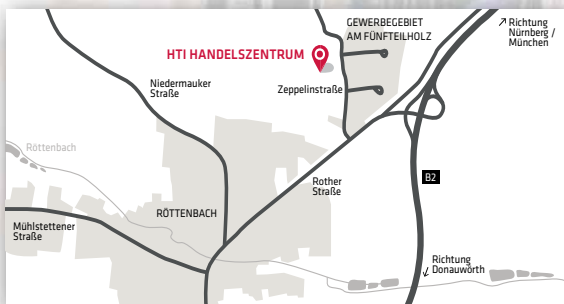 GEWERBEGEBIET
AM FÜNFTEILHOLZ
Richtung
Nürnberg /
München
HTI HANDELSZENTRUM
Niedermauker
Straße
Zeppelinstraße
Röttenbach
Rother
Straße
B2
RÖTTENBACH
Mühlstettener
Straße
Richtung
Donauwörth